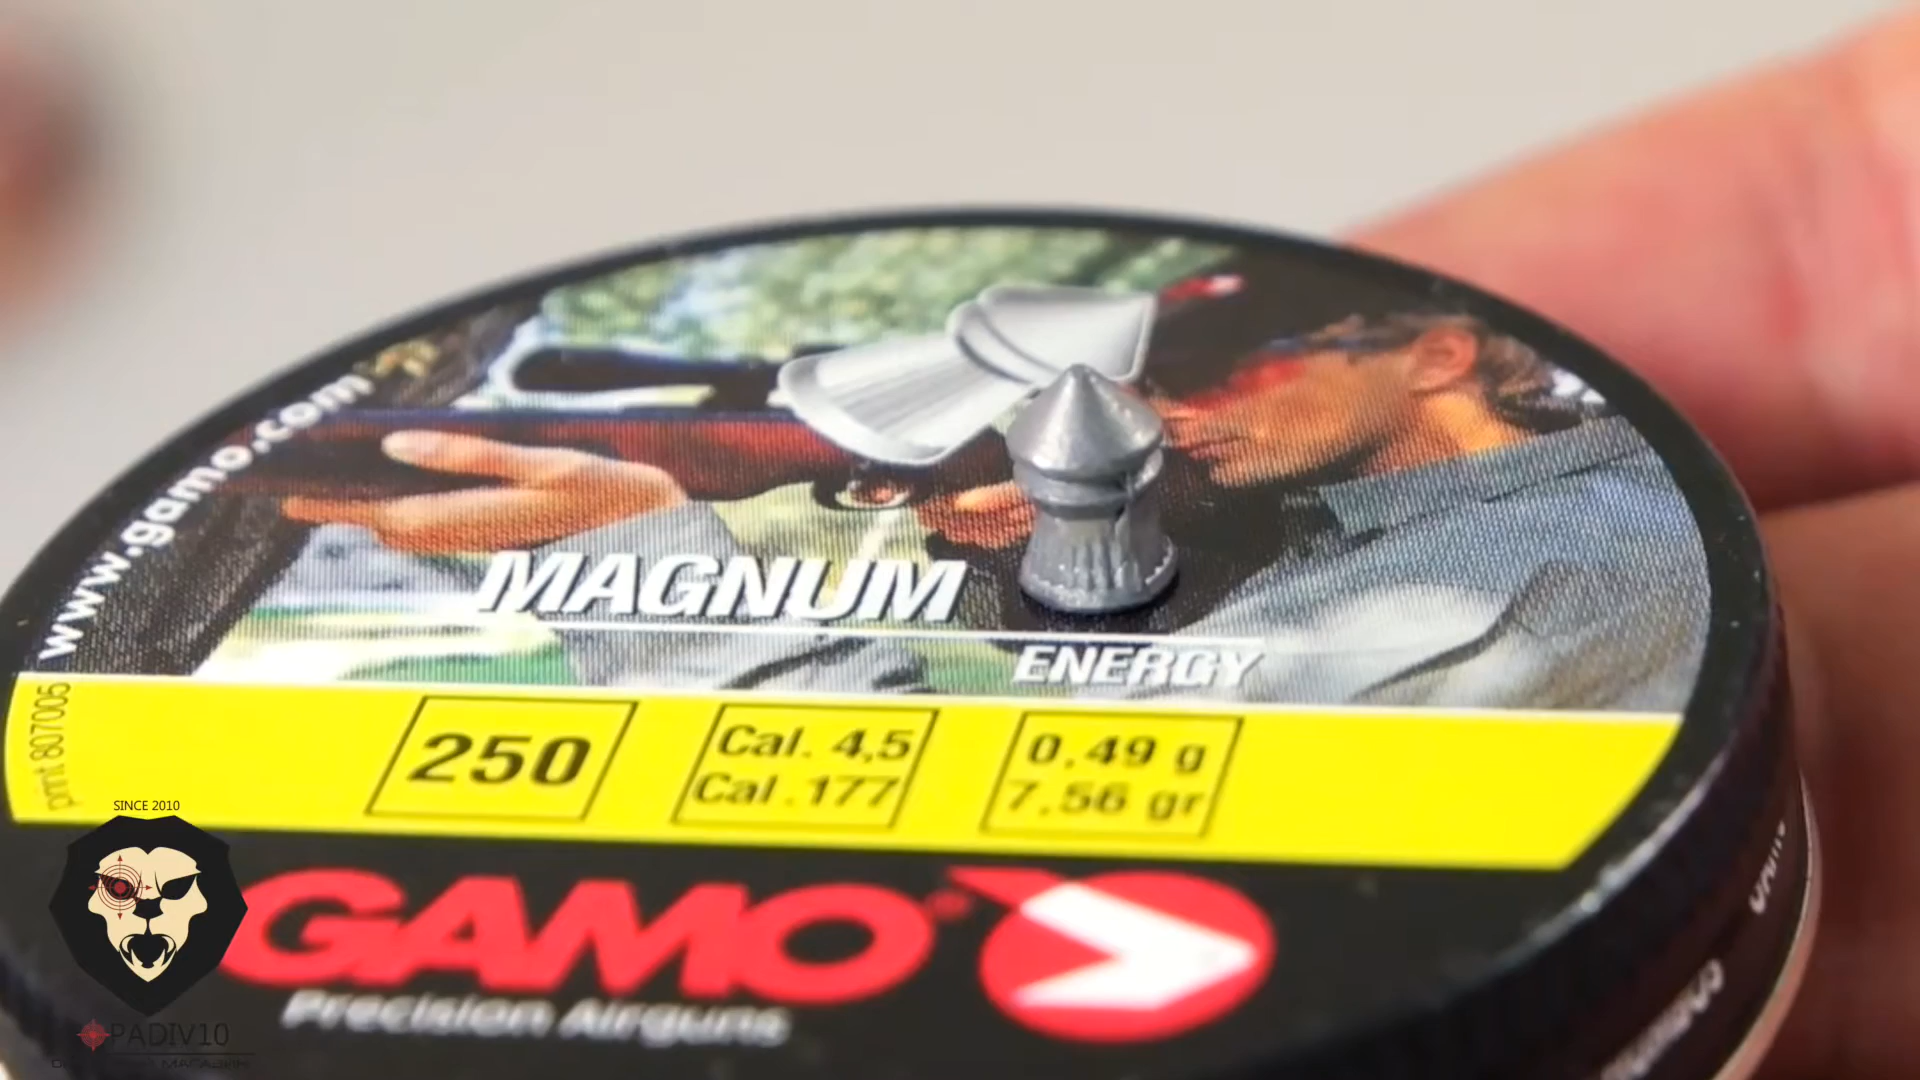 www.gamo.com
MAGNUM
ENERGY
print 807005
250
Cal. 4,5
Cal .177
0.49 g
7,56 gr
GAMO®
Precision Airguns
SINCE 2010
PADIV10